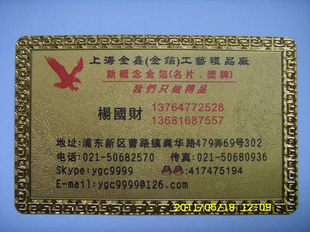 上海金鑫(金箔)工藝禮品廠
新概念金箔(名片.獎牌)
我們只做精品
楊國財 13764772528
13681687557
地址:浦东新区曹路镇龚华路479弄69号302
电话:021-50682570 传真:021-50680936
Skype:ygc9999 417475194
E-mail:ygc9999@126.com
2011/06/18 12:09